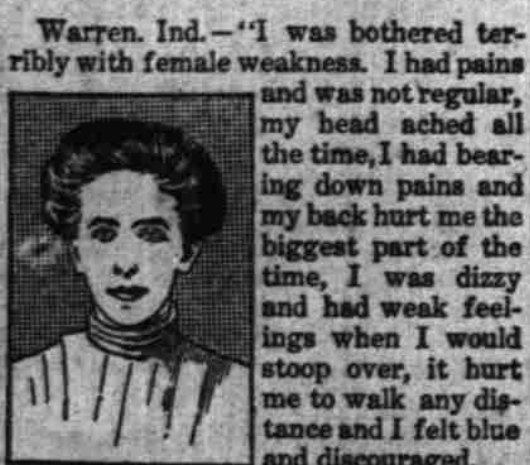 Warren. Ind.—"I was bothered ter-
ribly with female weakness. I had pains
and was not regular,
my head ached all
the time, I had bear-
ing down pains and
my back hurt me the
biggest part of the
time, I was dizzy
and had weak feel-
ings when I would
stoop over, it hurt
me to walk any dis-
tance and I felt blue
and discouraged.